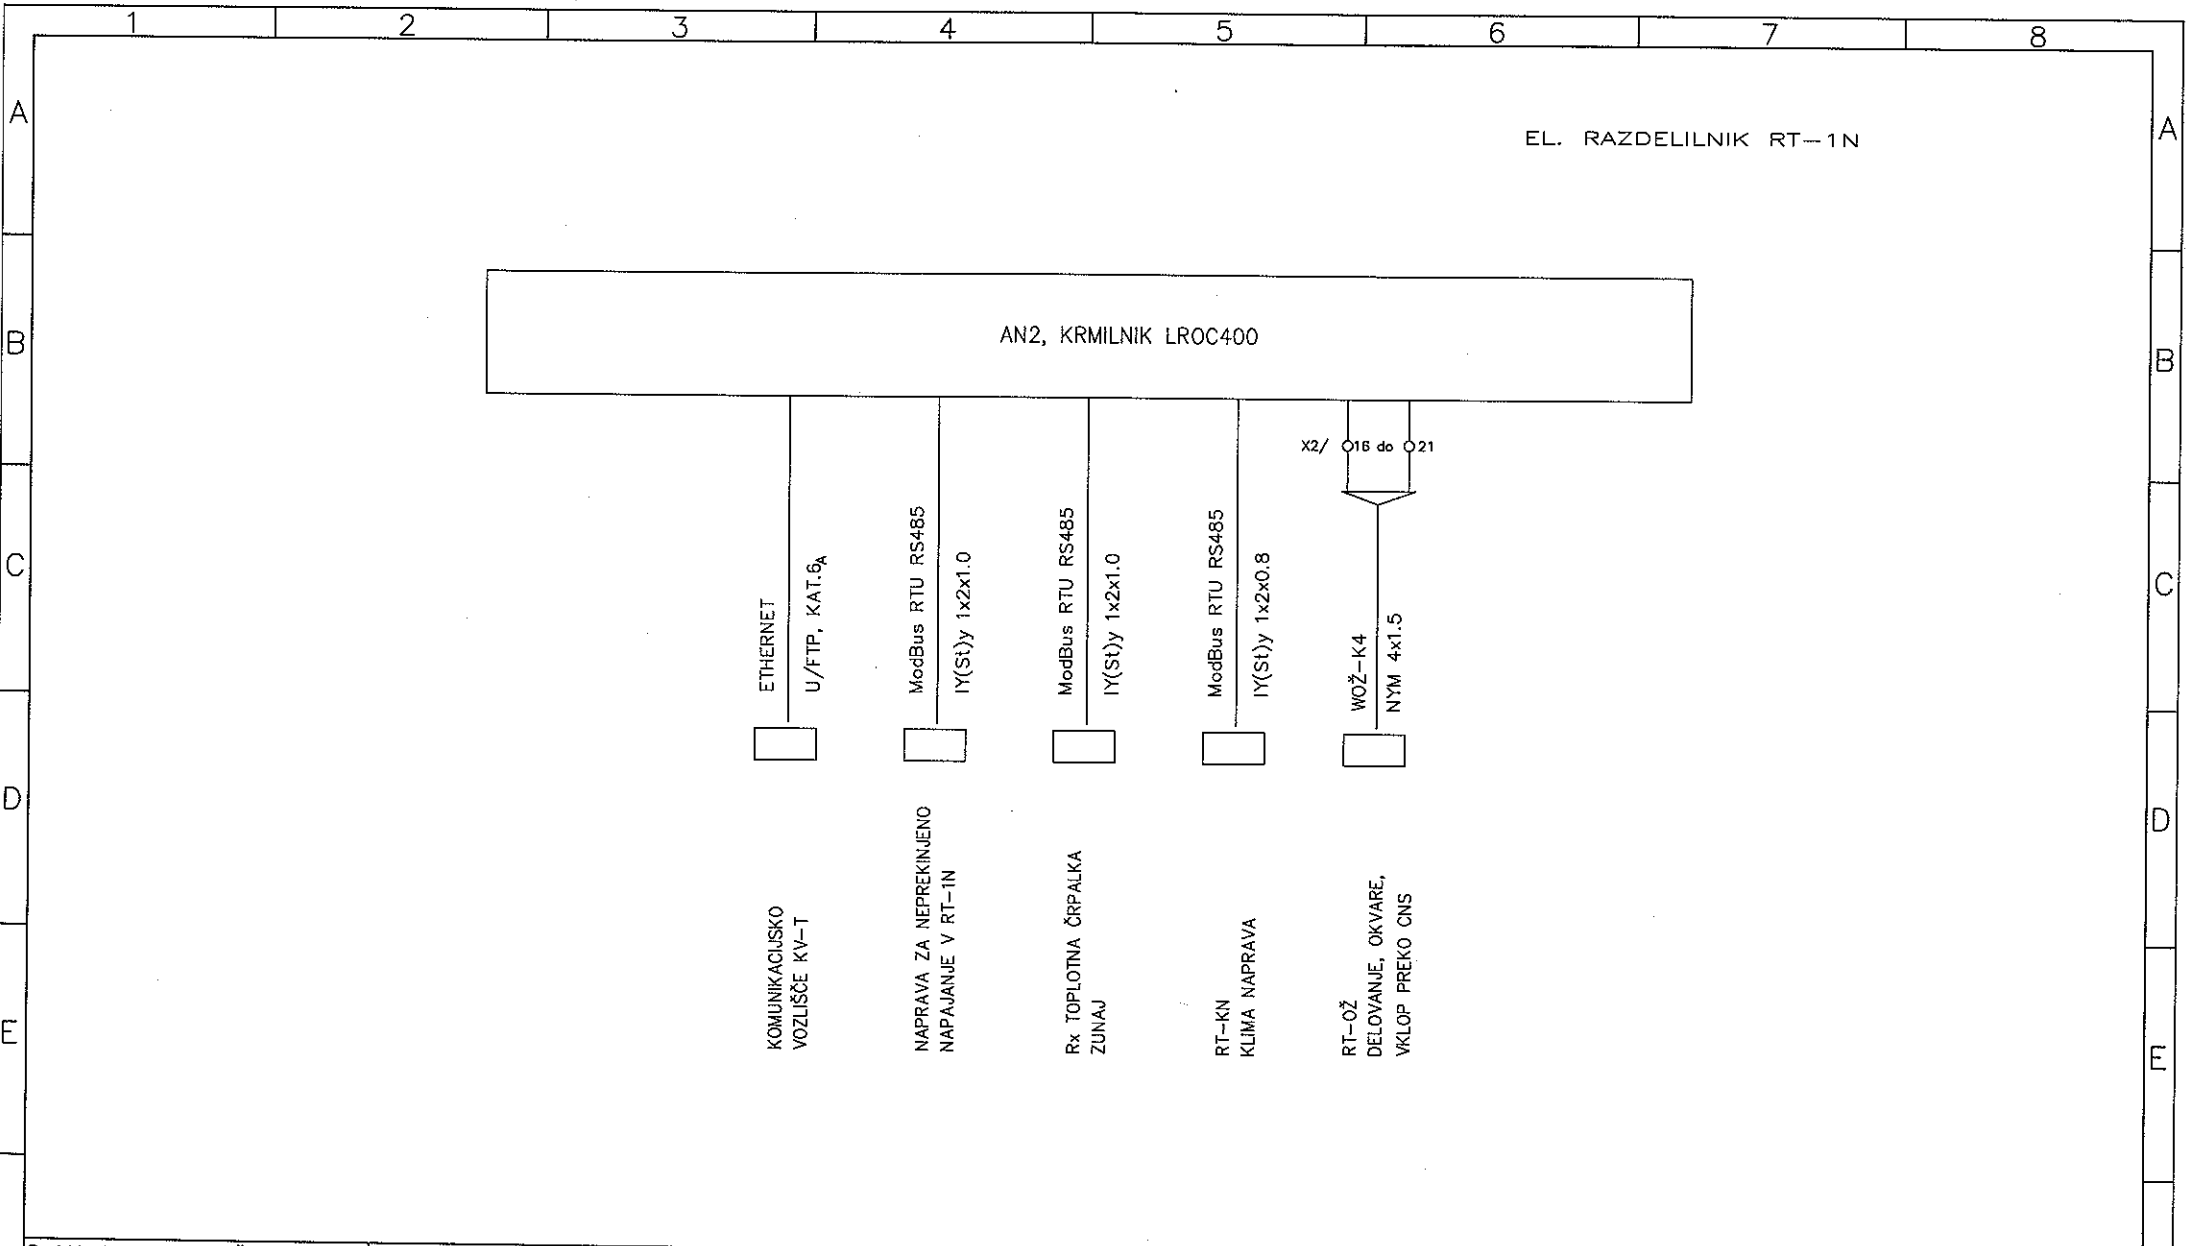 1 2 3 4 5 6 7 8
A A
EL. RAZDELILNIK RT-1N
B B
AN2, KRMILNIK LROC400
X2/ 16 do 21
C C
ETHERNET
U/FTP, KAT.6A
ModBus RTU RS485
IY(St)y 1x2x1.0
ModBus RTU RS485
IY(St)y 1x2x1.0
ModBus RTU RS485
IY(St)y 1x2x0.8
WOŽ-K4
NYM 4x1.5
D D
KOMUNIKACIJSKO
VOZLIŠČE KV-T
NAPRAVA ZA NEPREKINJENO
NAPAJANJE V RT-1N
Rx TOPLOTNA ČRPALKA
ZUNAJ
RT-KN
KLIMA NAPRAVA
RT-OŽ
DELOVANJE, OKVARE,
VKLOP PREKO CNS
E E